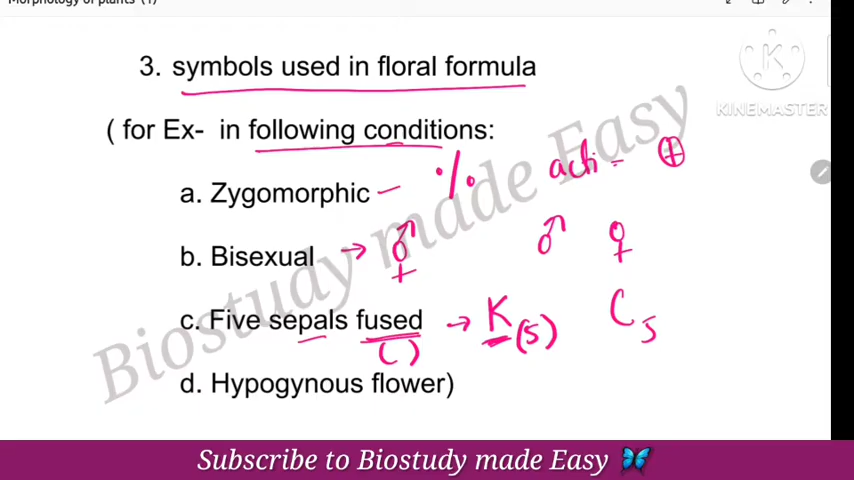 Morphology of plants (1)
3. symbols used in floral formula
KINEMASTER
( for Ex- in following conditions:
acti - ⊕
a. Zygomorphic - %
b. Bisexual → ⚥ ♂ ♀
c. Five sepals fused → K(5) C5
( )
d. Hypogynous flower)
Biostudy made Easy
Subscribe to Biostudy made Easy 🦋